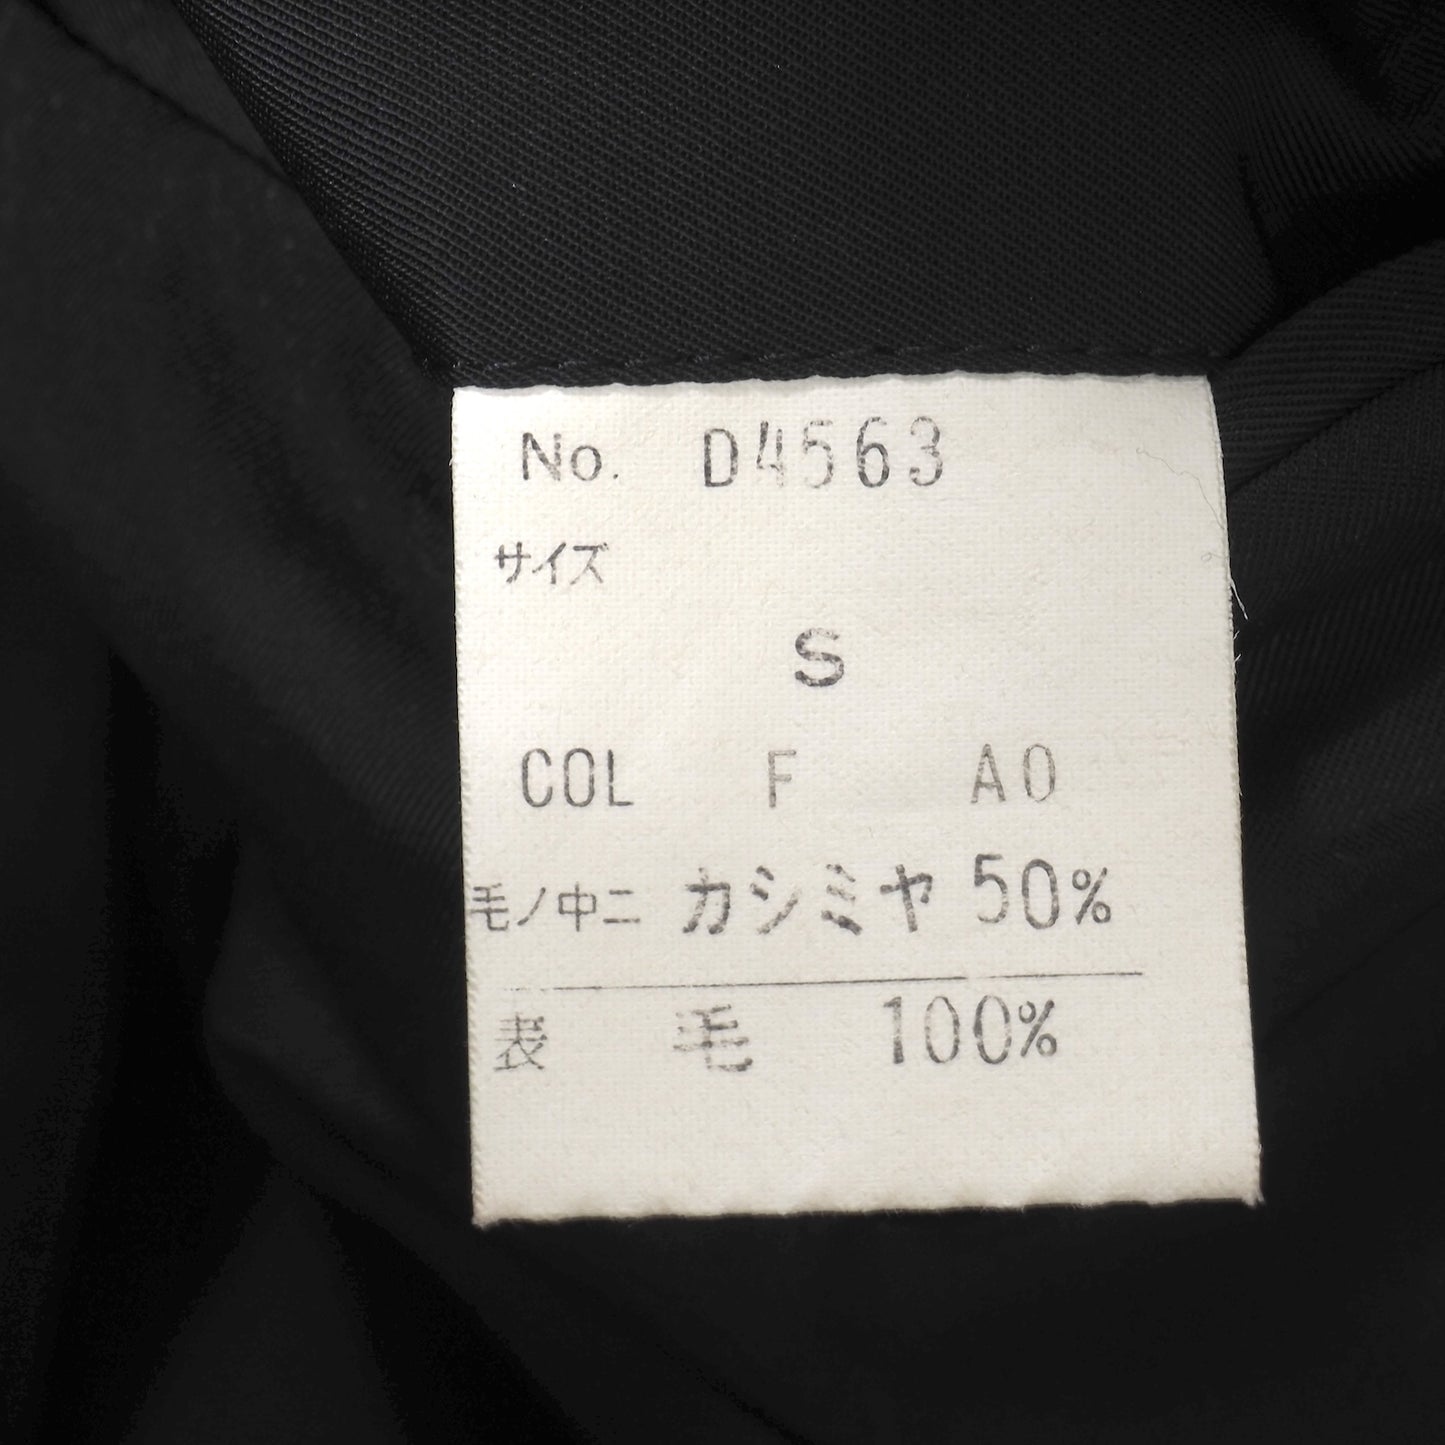 No. D4563
サイズ
S
COL F A0
毛ノ中ニ カシミヤ 50%
表 毛 100%